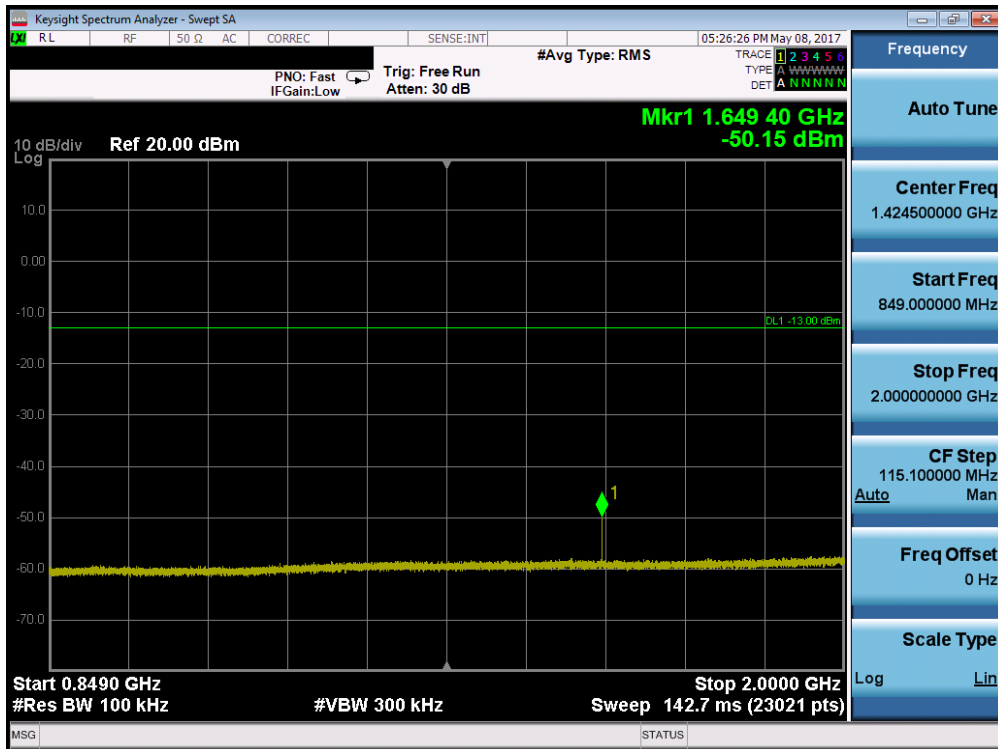 Keysight Spectrum Analyzer - Swept SA
LXI RL RF 50 Ω AC CORREC SENSE:INT 05:26:26 PM May 08, 2017
#Avg Type: RMS TRACE 1 2 3 4 5 6
PNO: Fast Trig: Free Run TYPE A WWWWW
IFGain:Low Atten: 30 dB DET A N N N N N
Mkr1 1.649 40 GHz
-50.15 dBm
10 dB/div Ref 20.00 dBm
Log
10.0
0.00
-10.0
DL1 -13.00 dBm
-20.0
-30.0
-40.0
1
-50.0
-60.0
-70.0
Start 0.8490 GHz Stop 2.0000 GHz
#Res BW 100 kHz #VBW 300 kHz Sweep 142.7 ms (23021 pts)
MSG STATUS
Frequency
Auto Tune
Center Freq
1.424500000 GHz
Start Freq
849.000000 MHz
Stop Freq
2.000000000 GHz
CF Step
115.100000 MHz
Auto Man
Freq Offset
0 Hz
Scale Type
Log Lin